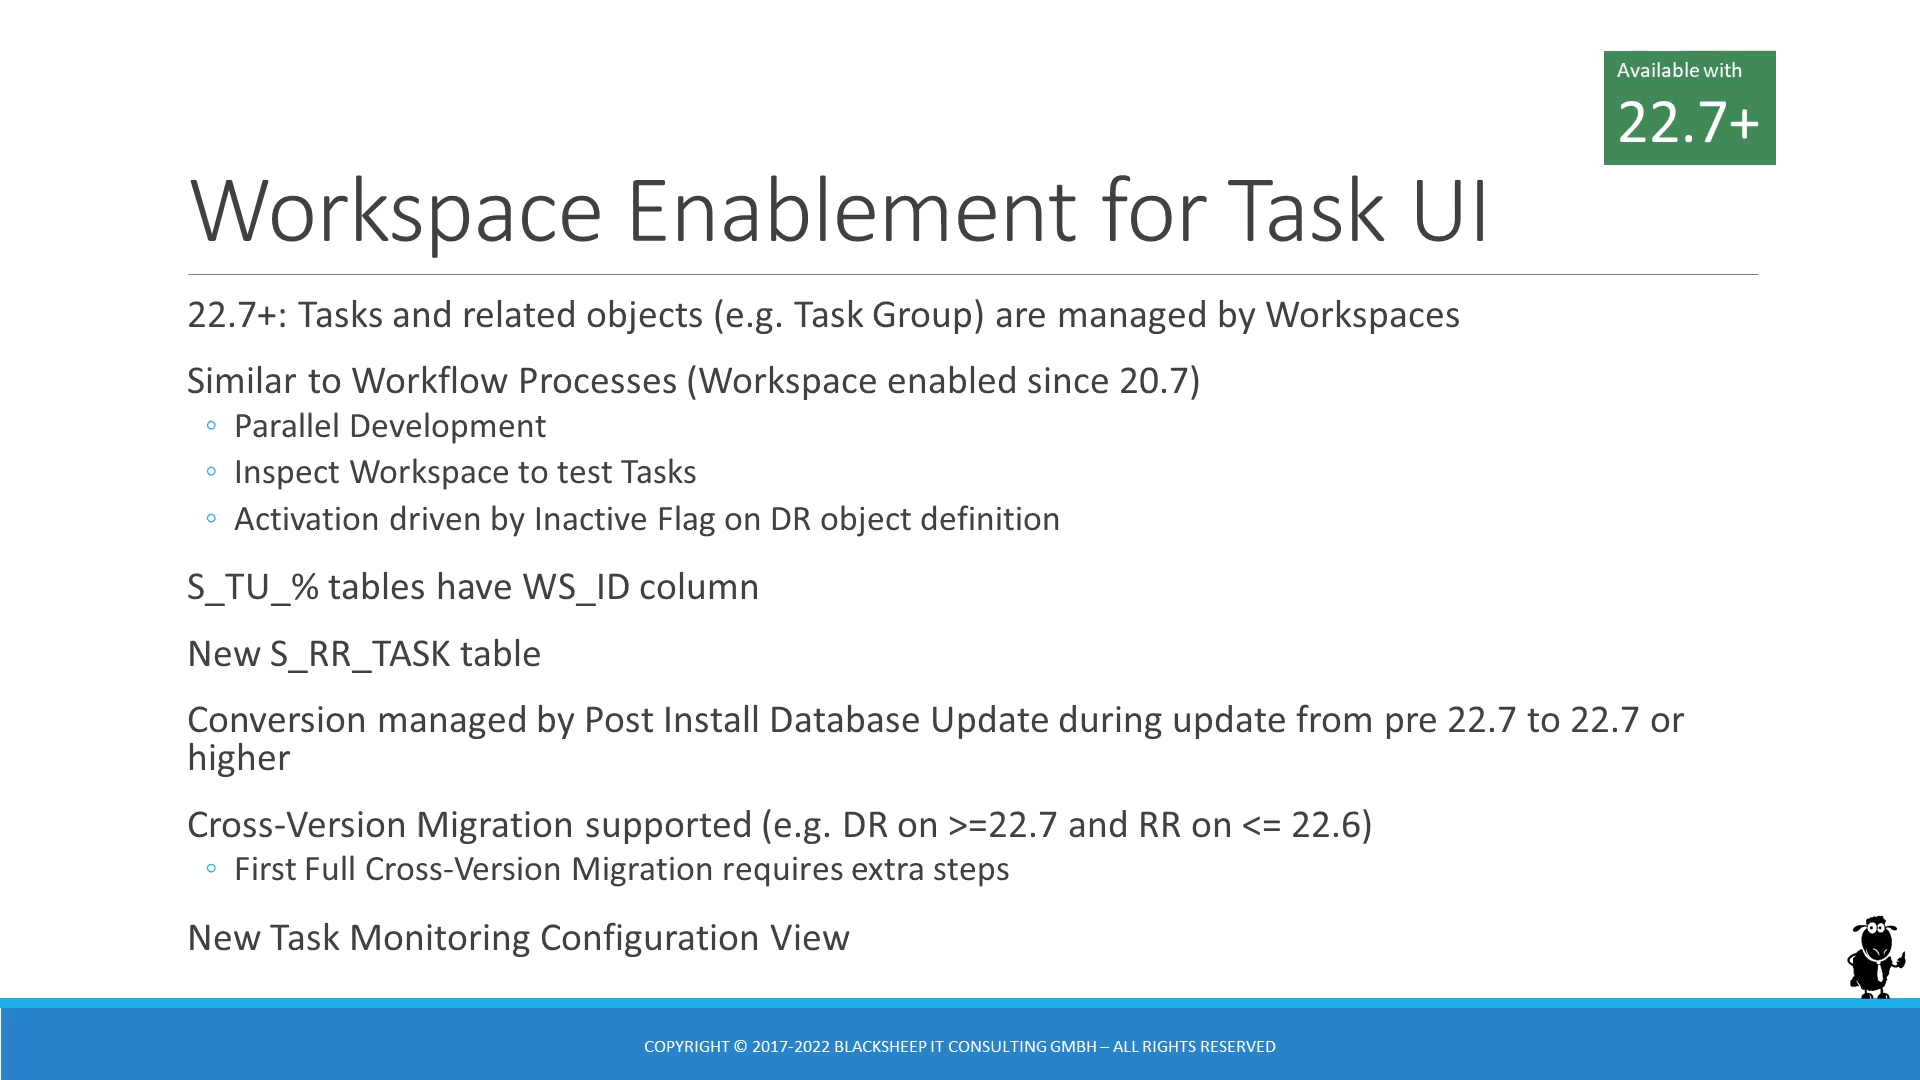 Available with
22.7+
Workspace Enablement for Task UI
22.7+: Tasks and related objects (e.g. Task Group) are managed by Workspaces
Similar to Workflow Processes (Workspace enabled since 20.7)
◦ Parallel Development
◦ Inspect Workspace to test Tasks
◦ Activation driven by Inactive Flag on DR object definition
S_TU_% tables have WS_ID column
New S_RR_TASK table
Conversion managed by Post Install Database Update during update from pre 22.7 to 22.7 or
higher
Cross-Version Migration supported (e.g. DR on >=22.7 and RR on <= 22.6)
◦ First Full Cross-Version Migration requires extra steps
New Task Monitoring Configuration View
COPYRIGHT © 2017-2022 BLACKSHEEP IT CONSULTING GMBH – ALL RIGHTS RESERVED